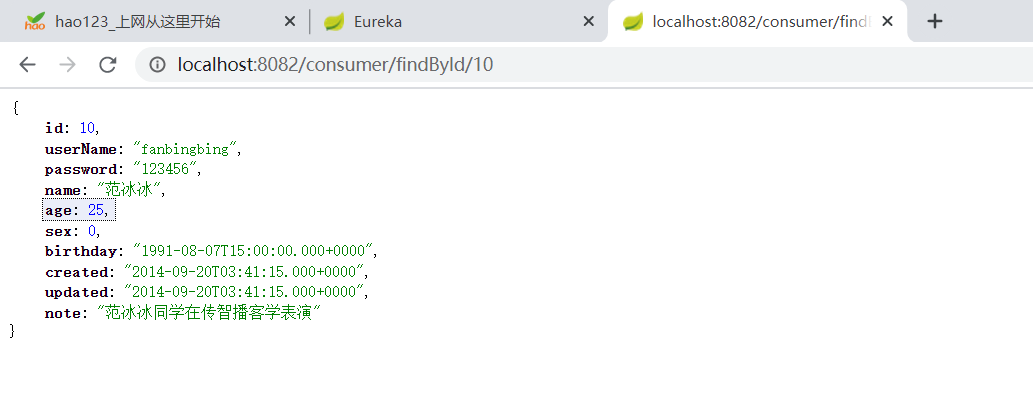 hao123_上网从这里开始
Eureka
localhost:8082/consumer/findB
localhost:8082/consumer/findById/10
{
id: 10,
userName: "fanbingbing",
password: "123456",
name: "范冰冰",
age: 25,
sex: 0,
birthday: "1991-08-07T15:00:00.000+0000",
created: "2014-09-20T03:41:15.000+0000",
updated: "2014-09-20T03:41:15.000+0000",
note: "范冰冰同学在传智播客学表演"
}